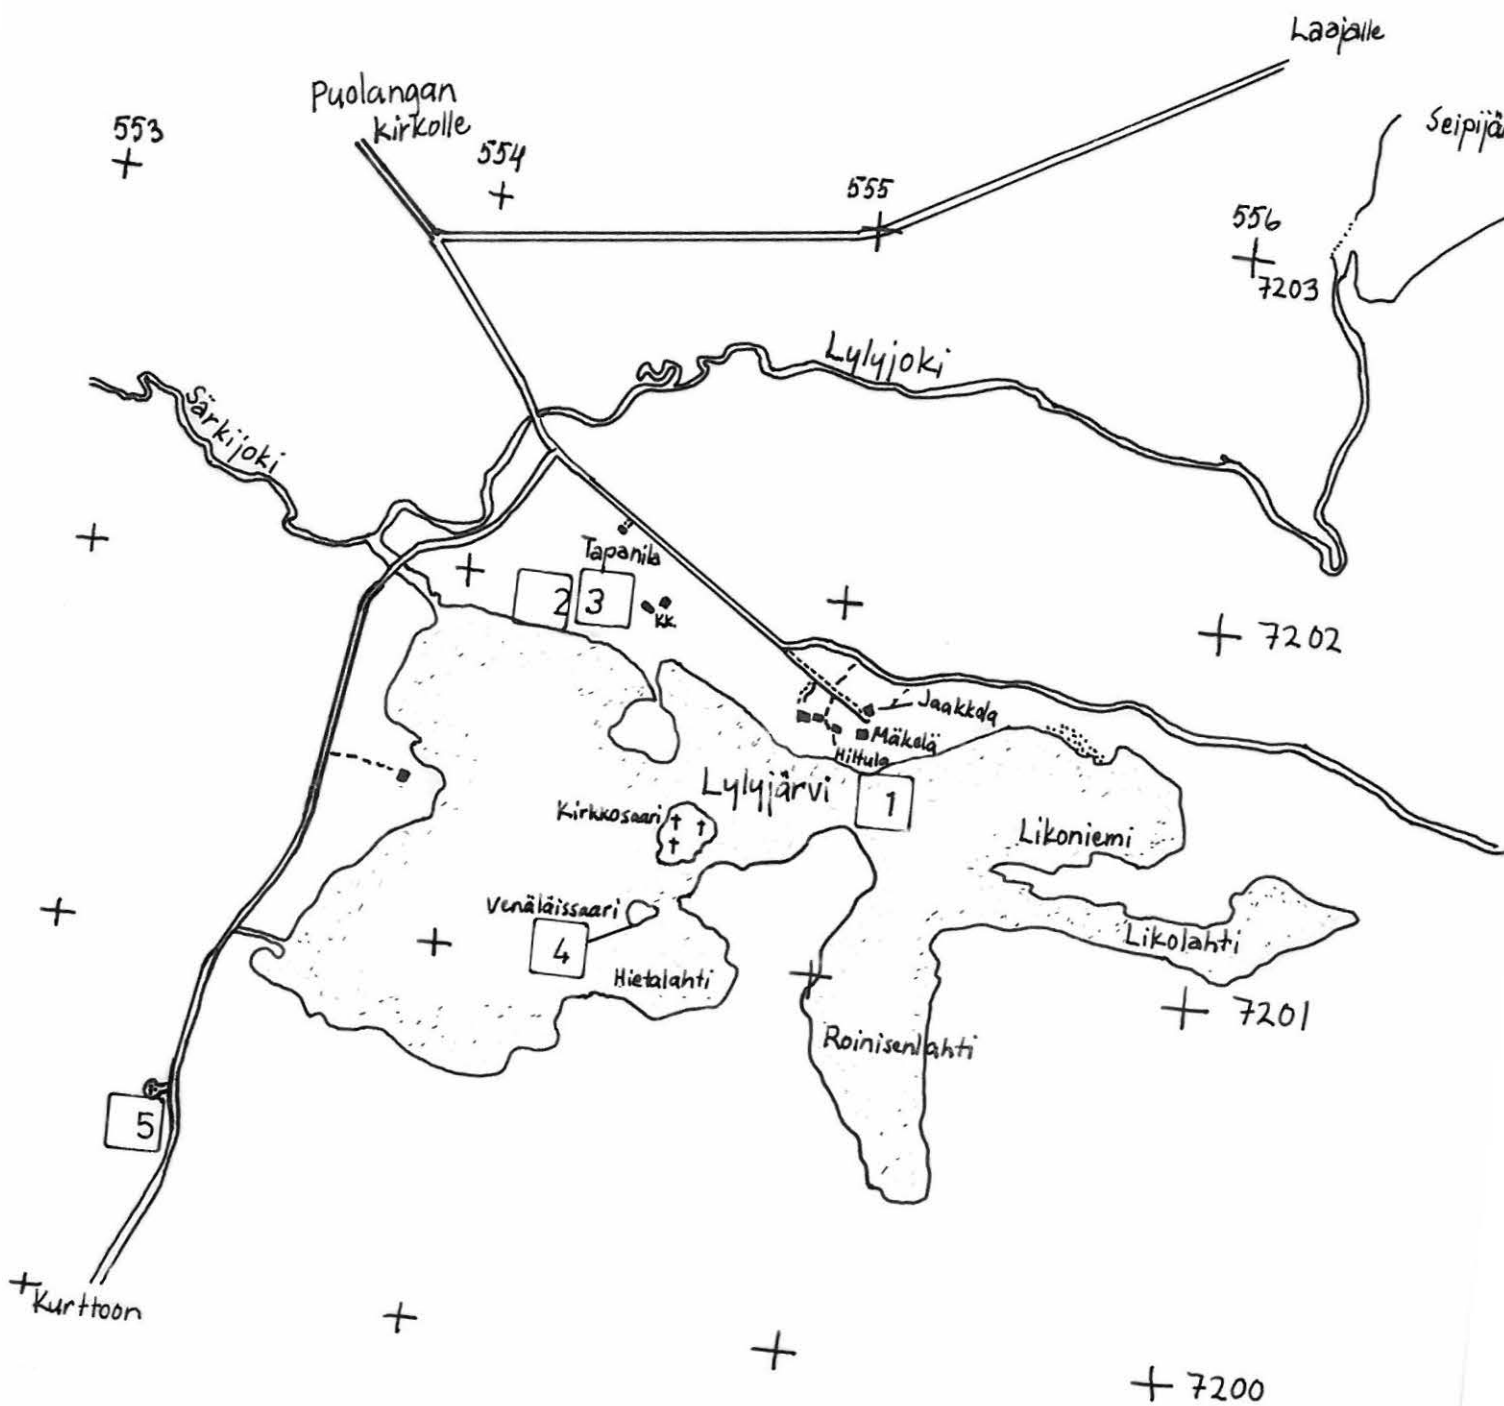 Laajalle
Puolangan
kirkolle
Seipijä
553
554
555
556
7203
Lylyjoki
Särkijoki
Tapanila
2
3
KK.
7202
Jaakkola
Mäkelä
Hiltula
Lylyjärvi
1
Kirkkosaari
Likoniemi
Venäläissaari
4
Likolahti
Hietalahti
7201
Roinisenlahti
5
Kurttoon
7200